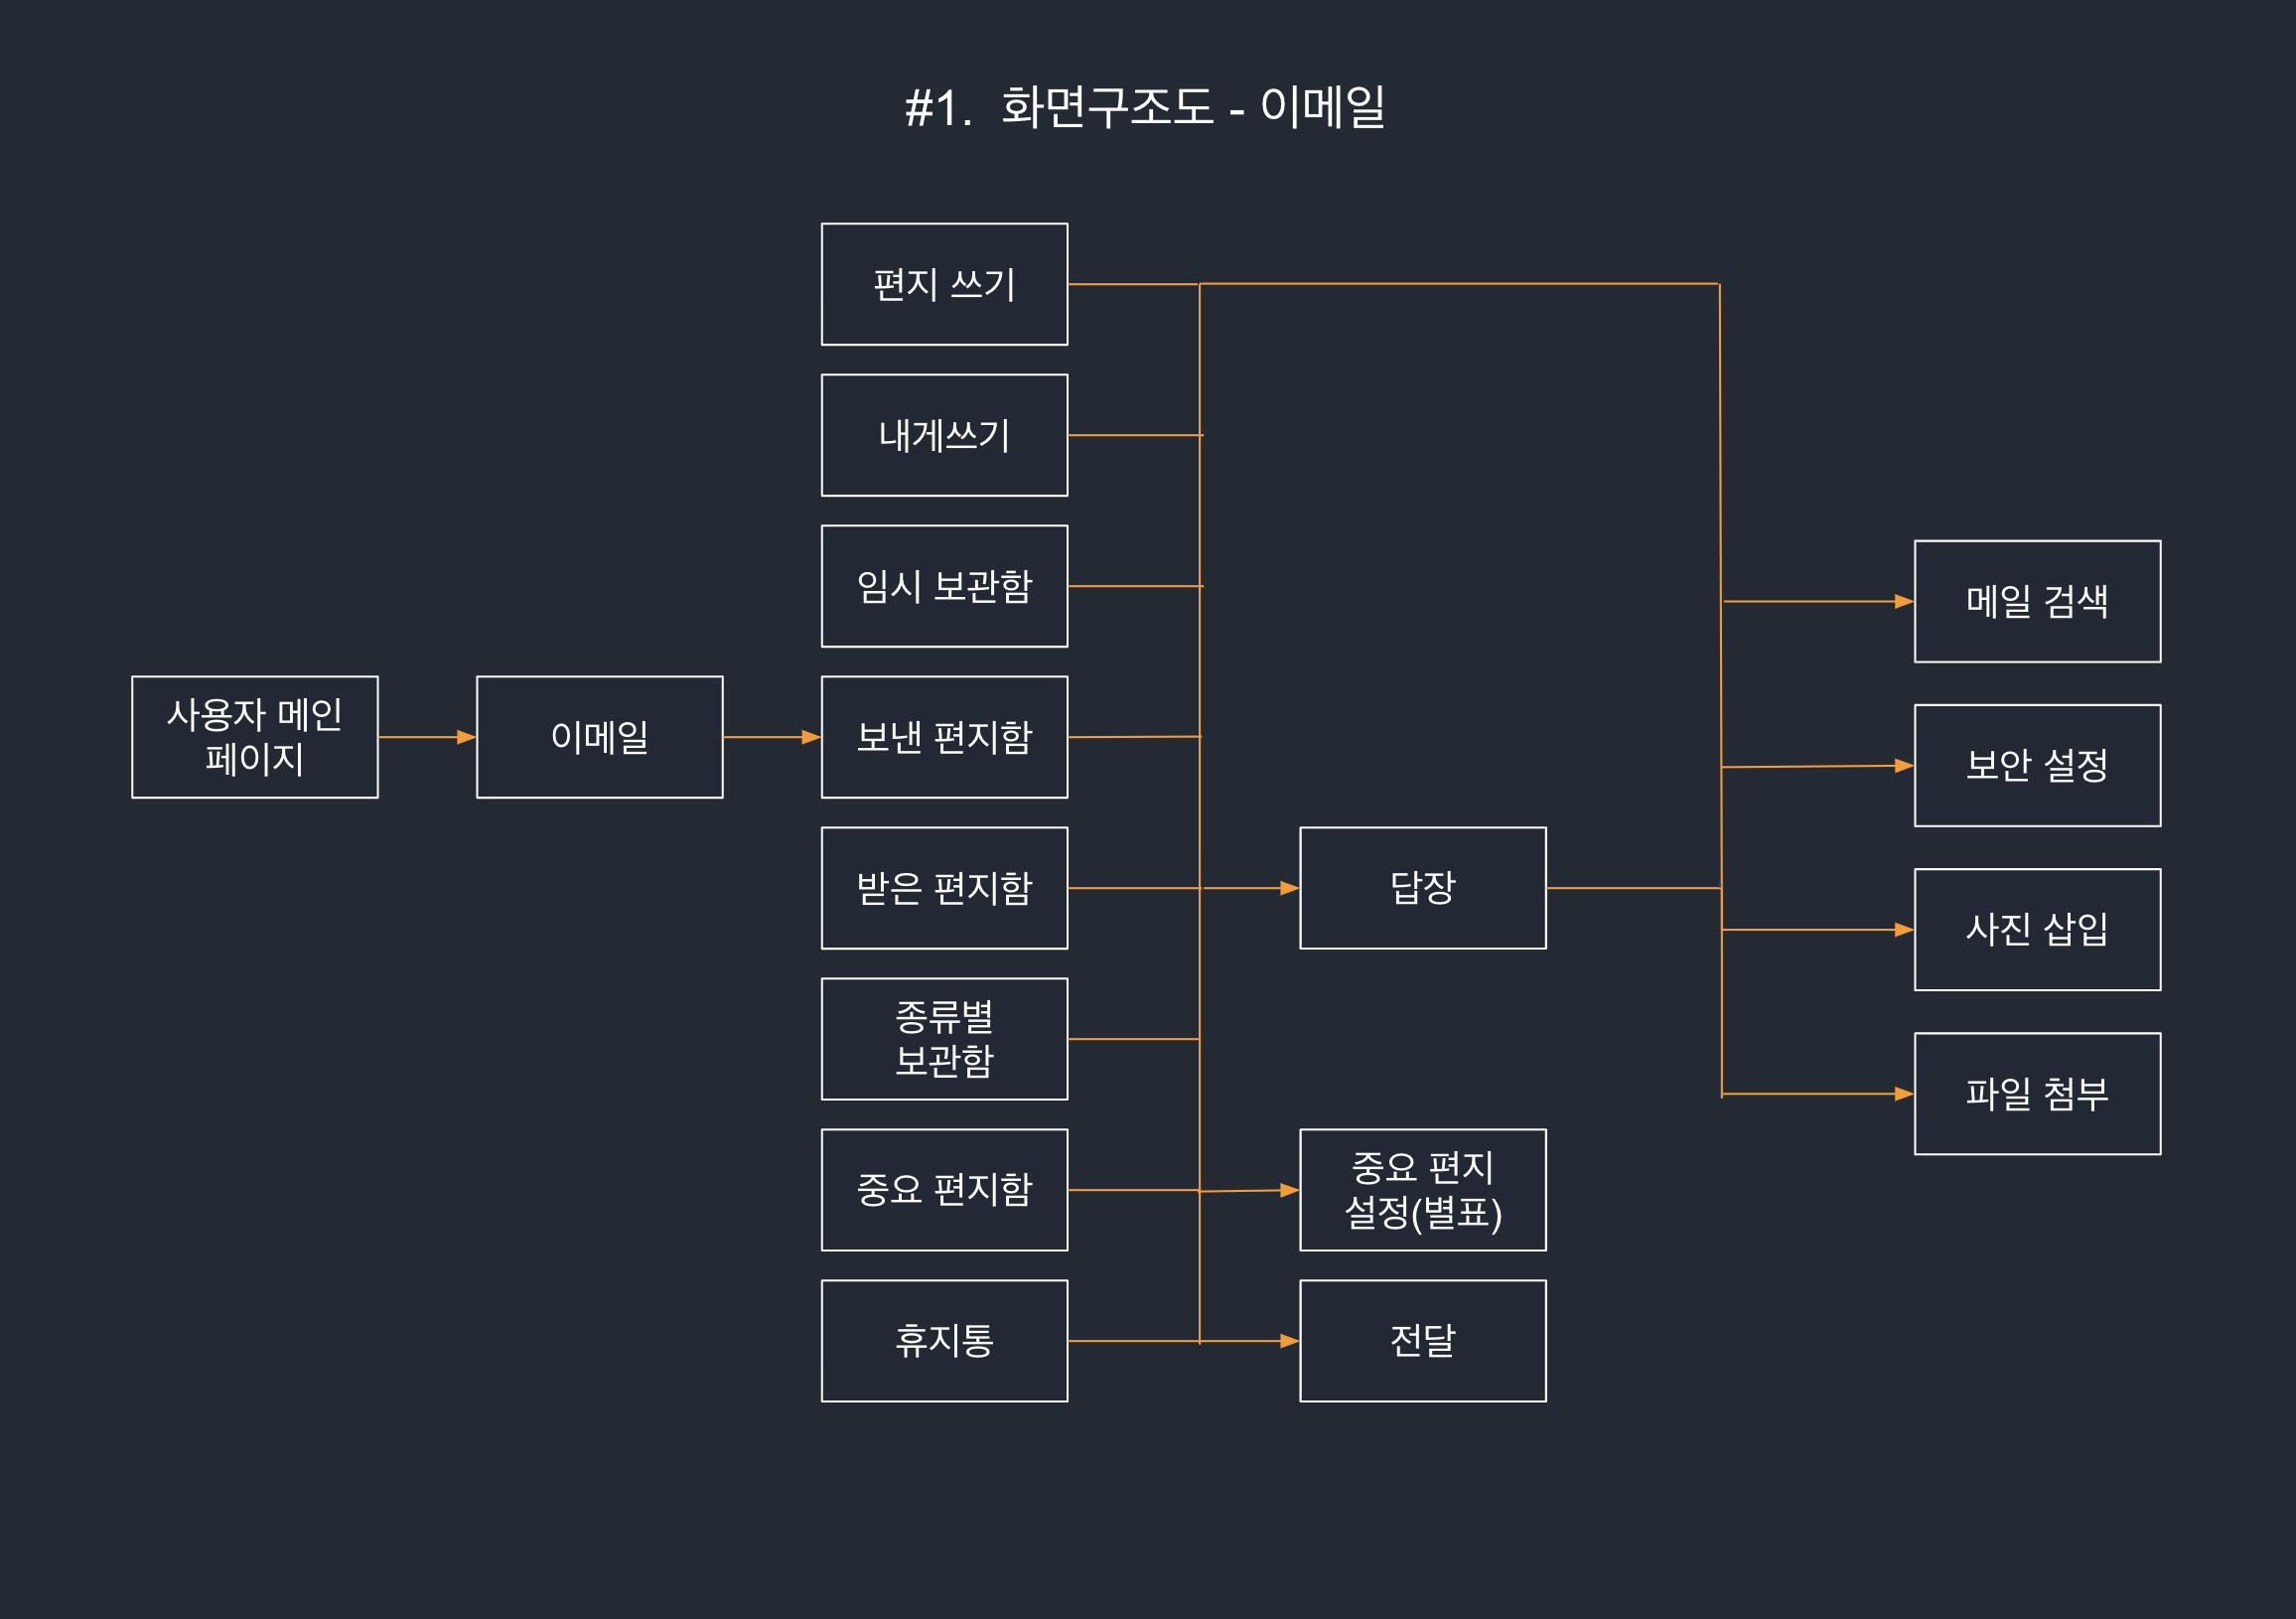 #1. 화면구조도 - 이메일
편지 쓰기
내게쓰기
임시 보관함
사용자 메인
페이지
이메일
보낸 편지함
받은 편지함
종류별
보관함
중요 편지함
휴지통
답장
중요 편지
설정(별표)
전달
메일 검색
보안 설정
사진 삽입
파일 첨부